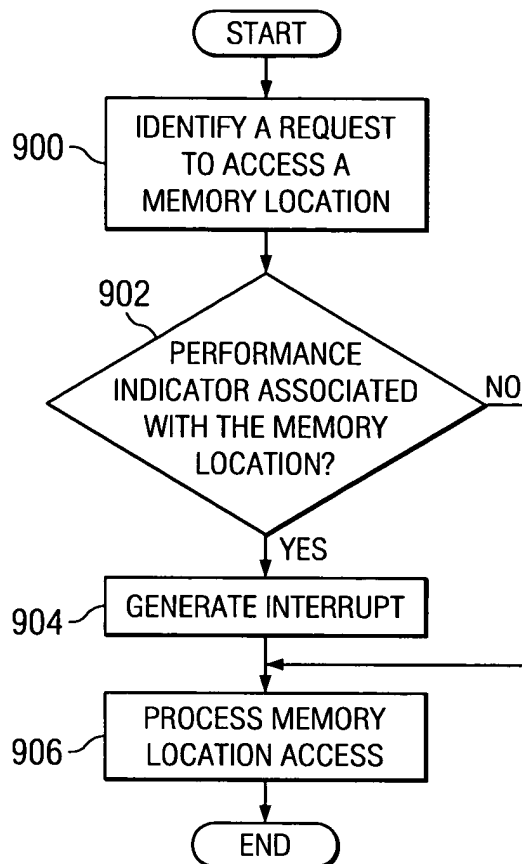 START
900
IDENTIFY A REQUEST
TO ACCESS A
MEMORY LOCATION
902
PERFORMANCE
INDICATOR ASSOCIATED
WITH THE MEMORY
LOCATION?
NO
YES
904
GENERATE INTERRUPT
906
PROCESS MEMORY
LOCATION ACCESS
END